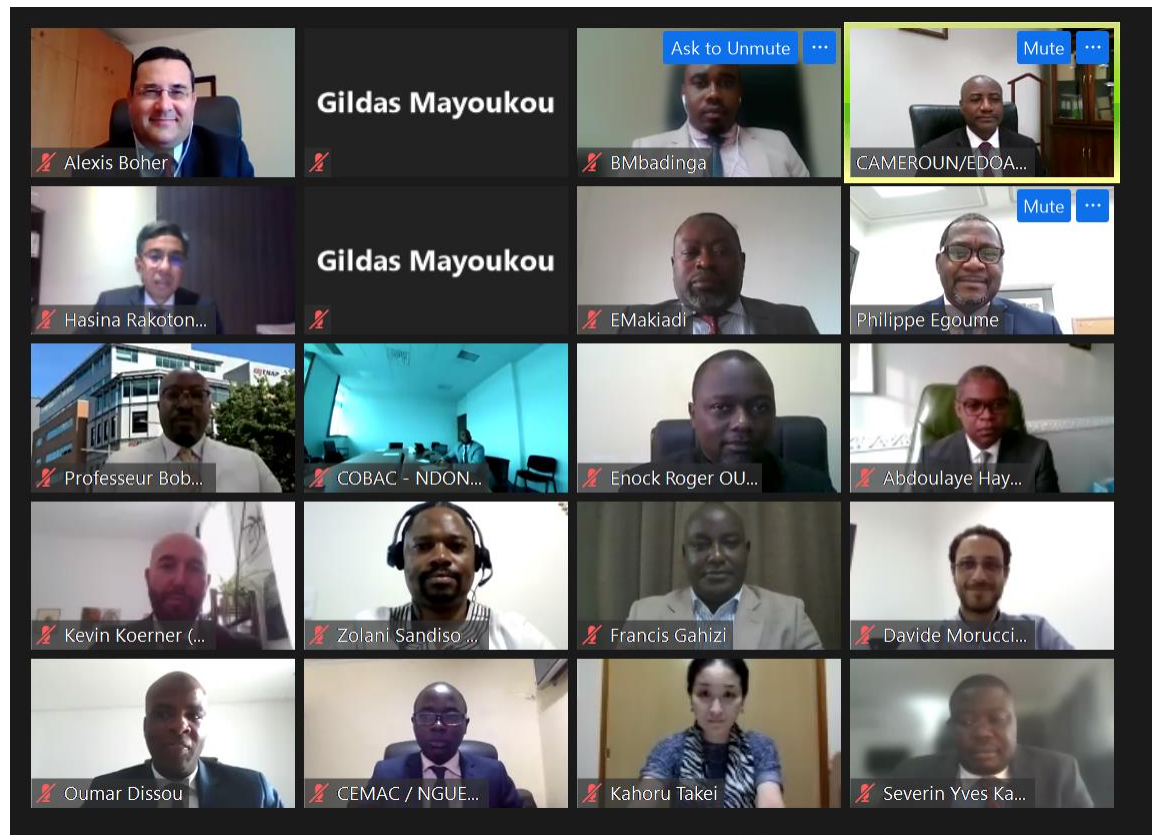 Ask to Unmute ...
Mute ...
Alexis Boher
Gildas Mayoukou
BMbadinga
CAMEROUN/EDOA...
Mute ...
Hasina Rakoton...
Gildas Mayoukou
EMakiadi
Philippe Egoume
ENAP
Professeur Bob...
COBAC - NDON...
Enock Roger OU...
Abdoulaye Hay...
Kevin Koerner (...
Zolani Sandiso ...
Francis Gahizi
Davide Morucci...
Oumar Dissou
CEMAC / NGUE...
Kahoru Takei
Severin Yves Ka...